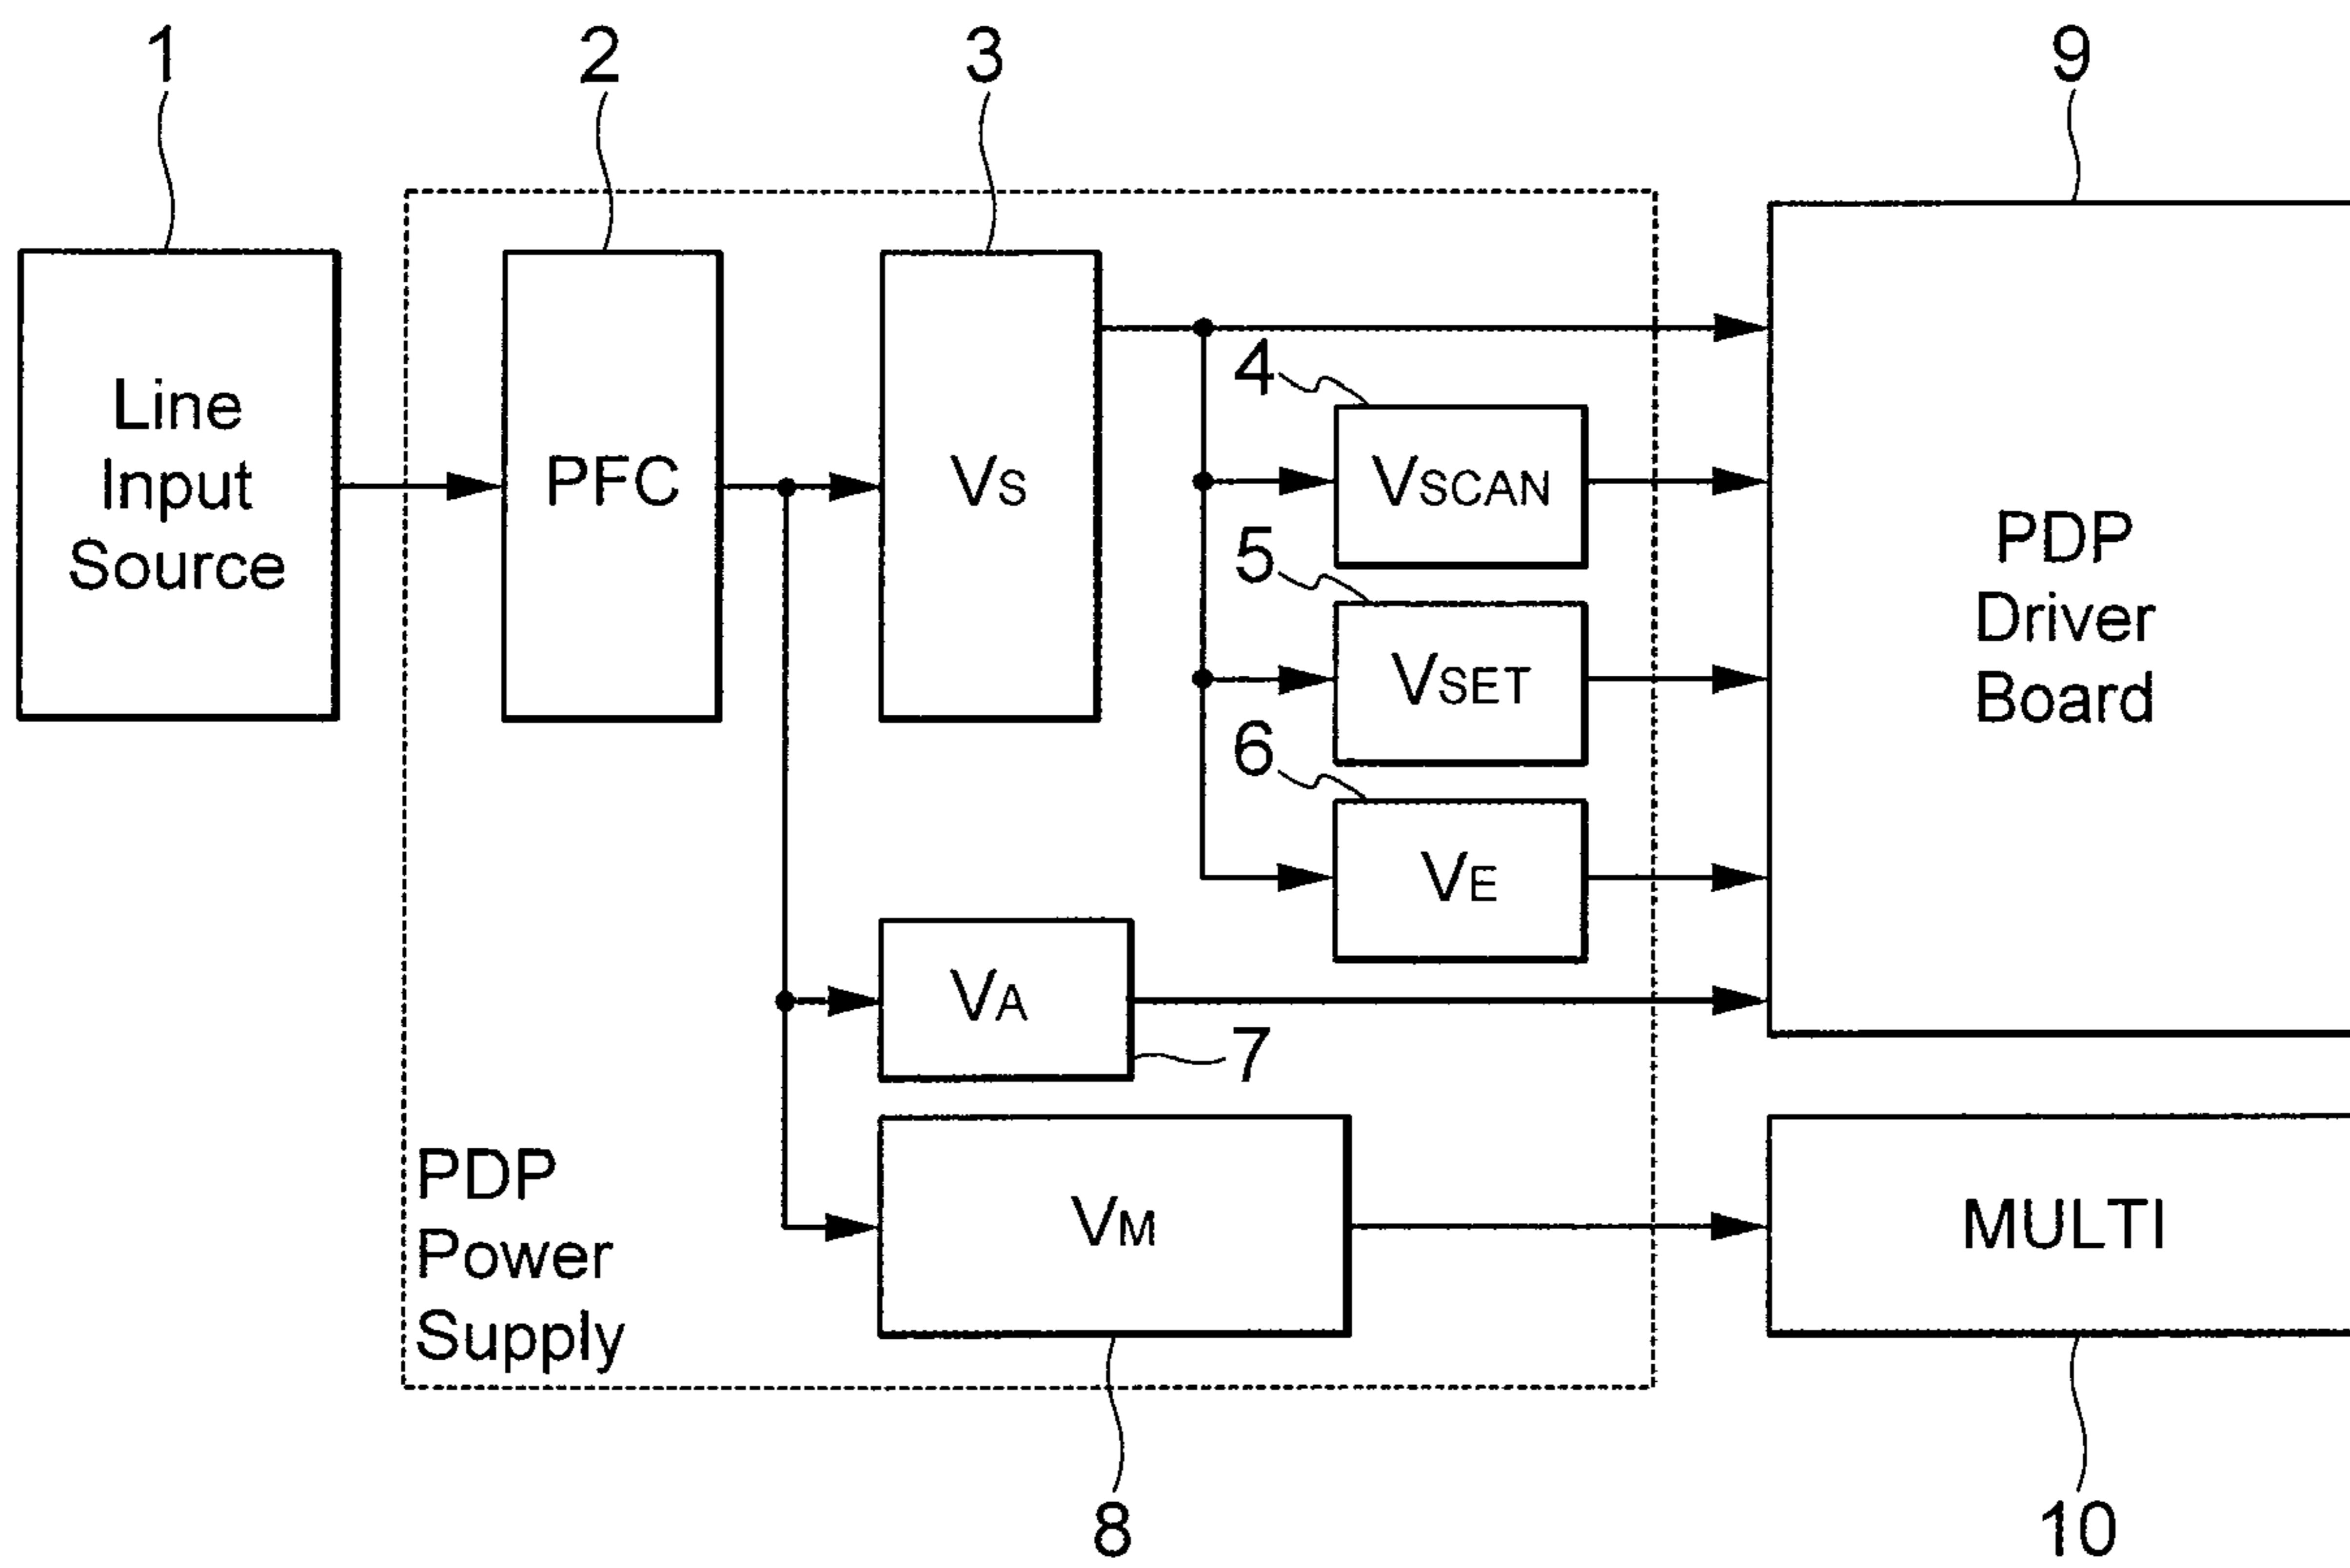 1
2
3
9
Line
Input
Source
PFC
VS
4
VSCAN
5
VSET
6
VE
PDP
Driver
Board
VA
7
PDP
Power
Supply
VM
MULTI
8
10